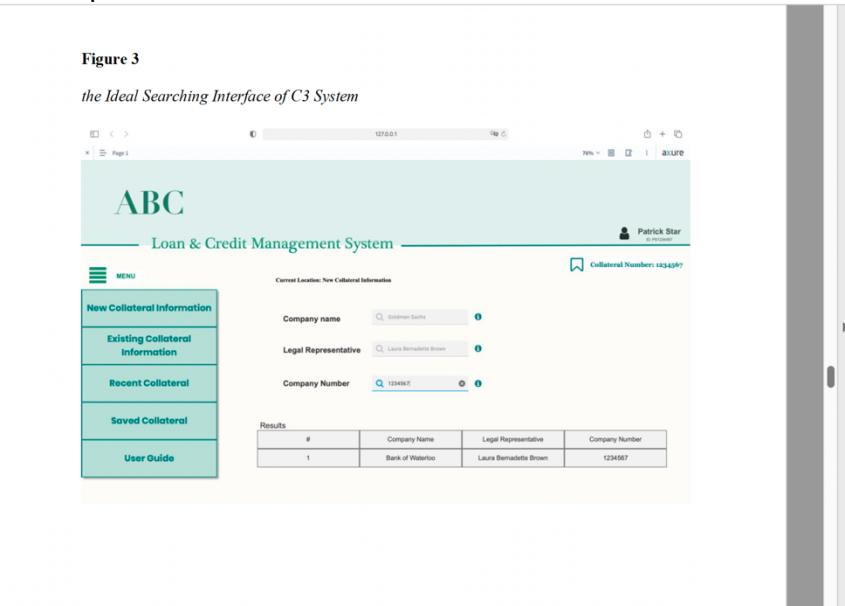 Figure 3
the Ideal Searching Interface of C3 System
127.0.0.1
Page 1
76%
axure
ABC
Patrick Star
Loan & Credit Management System
Collateral Number: 1234567
MENU
Current Location: New Collateral Information
New Collateral Information
Company name
Goldman Sachs
Existing Collateral
Information
Legal Representative
Laura Bernadette Brown
Recent Collateral
Company Number
1234567
Saved Collateral
Results
# Company Name Legal Representative Company Number
1 Bank of Waterloo Laura Bernadette Brown 1234567
User Guide